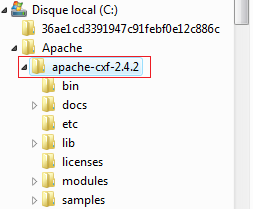 Disque local (C:)
36ae1cd3391947c91febf0e12c886c
Apache
apache-cxf-2.4.2
bin
docs
etc
lib
licenses
modules
samples